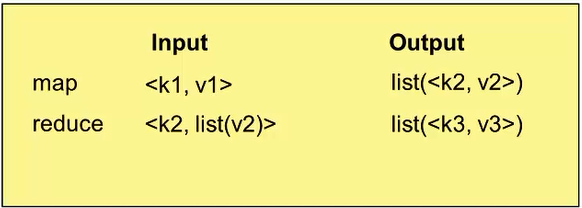 Input Output
map <k1, v1> list(<k2, v2>)
reduce <k2, list(v2)> list(<k3, v3>)